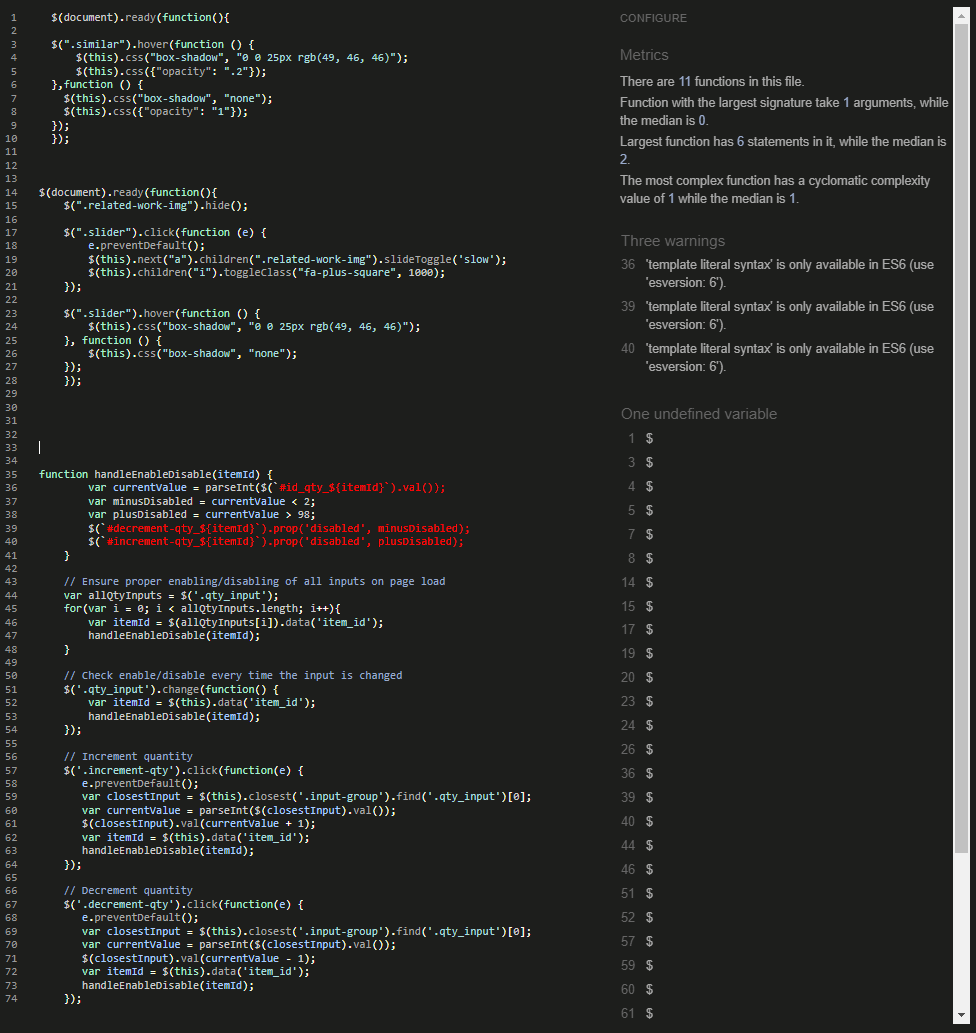 1 $(document).ready(function(){
2
3 $(".similar").hover(function () {
4 $(this).css("box-shadow", "0 0 25px rgb(49, 46, 46)");
5 $(this).css({"opacity": ".2"});
6 },function () {
7 $(this).css("box-shadow", "none");
8 $(this).css({"opacity": "1"});
9 });
10 });
11
12
13
14 $(document).ready(function(){
15 $(".related-work-img").hide();
16
17 $(".slider").click(function (e) {
18 e.preventDefault();
19 $(this).next("a").children(".related-work-img").slideToggle('slow');
20 $(this).children("i").toggleClass("fa-plus-square", 1000);
21 });
22
23 $(".slider").hover(function () {
24 $(this).css("box-shadow", "0 0 25px rgb(49, 46, 46)");
25 }, function () {
26 $(this).css("box-shadow", "none");
27 });
28 });
29
30
31
32
33
34
35 function handleEnableDisable(itemId) {
36 var currentValue = parseInt($(`#id_qty_${itemId}`).val());
37 var minusDisabled = currentValue < 2;
38 var plusDisabled = currentValue > 98;
39 $(`#decrement-qty_${itemId}`).prop('disabled', minusDisabled);
40 $(`#increment-qty_${itemId}`).prop('disabled', plusDisabled);
41 }
42
43 // Ensure proper enabling/disabling of all inputs on page load
44 var allQtyInputs = $('.qty_input');
45 for(var i = 0; i < allQtyInputs.length; i++){
46 var itemId = $(allQtyInputs[i]).data('item_id');
47 handleEnableDisable(itemId);
48 }
49
50 // Check enable/disable every time the input is changed
51 $('.qty_input').change(function() {
52 var itemId = $(this).data('item_id');
53 handleEnableDisable(itemId);
54 });
55
56 // Increment quantity
57 $('.increment-qty').click(function(e) {
58 e.preventDefault();
59 var closestInput = $(this).closest('.input-group').find('.qty_input')[0];
60 var currentValue = parseInt($(closestInput).val());
61 $(closestInput).val(currentValue + 1);
62 var itemId = $(this).data('item_id');
63 handleEnableDisable(itemId);
64 });
65
66 // Decrement quantity
67 $('.decrement-qty').click(function(e) {
68 e.preventDefault();
69 var closestInput = $(this).closest('.input-group').find('.qty_input')[0];
70 var currentValue = parseInt($(closestInput).val());
71 $(closestInput).val(currentValue - 1);
72 var itemId = $(this).data('item_id');
73 handleEnableDisable(itemId);
74 });
CONFIGURE
Metrics
There are 11 functions in this file.
Function with the largest signature take 1 arguments, while
the median is 0.
Largest function has 6 statements in it, while the median is
2.
The most complex function has a cyclomatic complexity
value of 1 while the median is 1.
Three warnings
36 'template literal syntax' is only available in ES6 (use
'esversion: 6').
39 'template literal syntax' is only available in ES6 (use
'esversion: 6').
40 'template literal syntax' is only available in ES6 (use
'esversion: 6').
One undefined variable
1 $
3 $
4 $
5 $
7 $
8 $
14 $
15 $
17 $
19 $
20 $
23 $
24 $
26 $
36 $
39 $
40 $
44 $
46 $
51 $
52 $
57 $
59 $
60 $
61 $